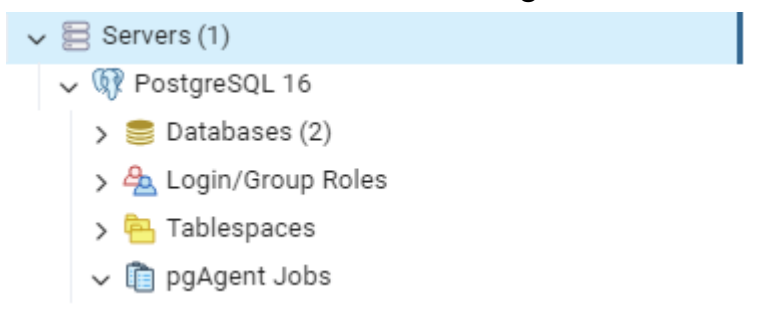 Servers (1)
PostgreSQL 16
Databases (2)
Login/Group Roles
Tablespaces
pgAgent Jobs